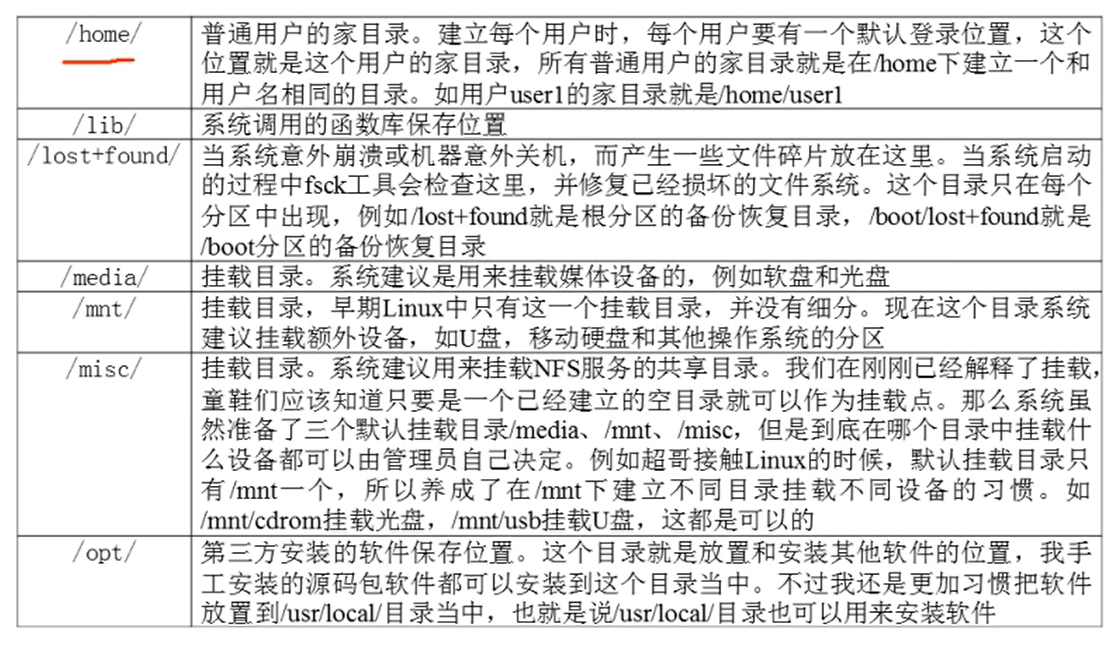 /home/
普通用户的家目录。建立每个用户时，每个用户要有一个默认登录位置，这个
位置就是这个用户的家目录，所有普通用户的家目录就是在/home下建立一个和
用户名相同的目录。如用户user1的家目录就是/home/user1
/lib/
系统调用的函数库保存位置
/lost+found/
当系统意外崩溃或机器意外关机，而产生一些文件碎片放在这里。当系统启动
的过程中fsck工具会检查这里，并修复已经损坏的文件系统。这个目录只在每个
分区中出现，例如/lost+found就是根分区的备份恢复目录，/boot/lost+found就是
/boot分区的备份恢复目录
/media/
挂载目录。系统建议是用来挂载媒体设备的，例如软盘和光盘
/mnt/
挂载目录，早期Linux中只有这一个挂载目录，并没有细分。现在这个目录系统
建议挂载额外设备，如U盘，移动硬盘和其他操作系统的分区
/misc/
挂载目录。系统建议用来挂载NFS服务的共享目录。我们在刚刚已经解释了挂载，
童鞋们应该知道只要是一个已经建立的空目录就可以作为挂载点。那么系统虽
然准备了三个默认挂载目录/media、/mnt、/misc，但是到底在哪个目录中挂载什
么设备都可以由管理员自己决定。例如超哥接触Linux的时候，默认挂载目录只
有/mnt一个，所以养成了在/mnt下建立不同目录挂载不同设备的习惯。如
/mnt/cdrom挂载光盘，/mnt/usb挂载U盘，这都是可以的
/opt/
第三方安装的软件保存位置。这个目录就是放置和安装其他软件的位置，我手
工安装的源码包软件都可以安装到这个目录当中。不过我还是更加习惯把软件
放置到/usr/local/目录当中，也就是说/usr/local/目录也可以用来安装软件